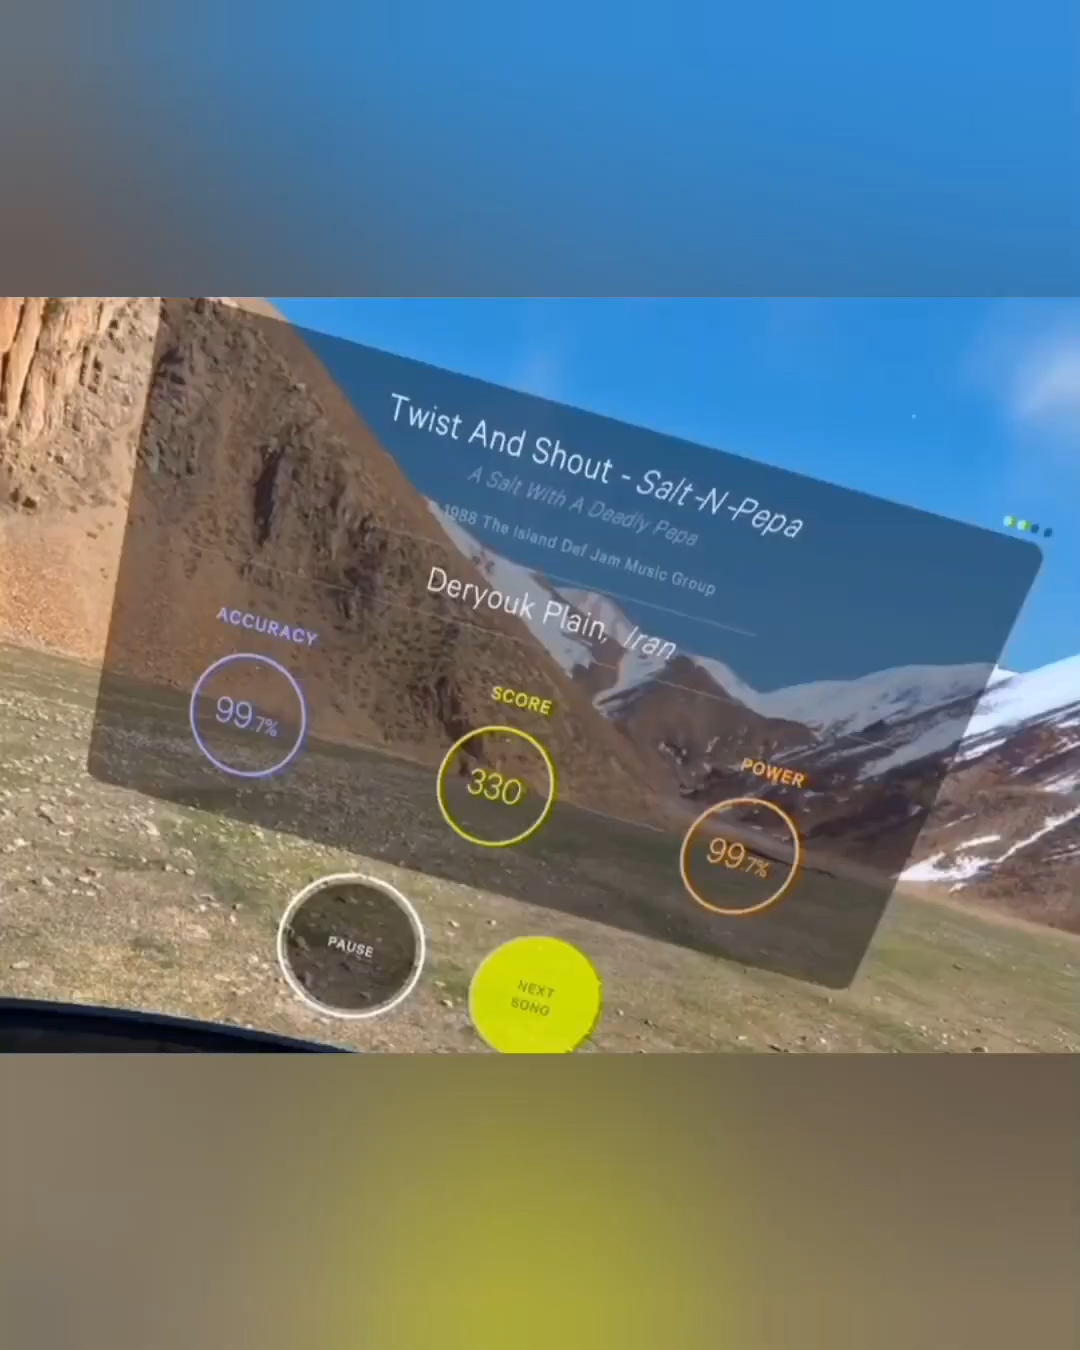 Twist And Shout - Salt-N-Pepa
A Salt With A Deadly Pepa
1988 The Island Def Jam Music Group
Deryouk Plain, Iran
ACCURACY
99.7%
SCORE
330
POWER
99.7%
PAUSE
NEXT
SONG